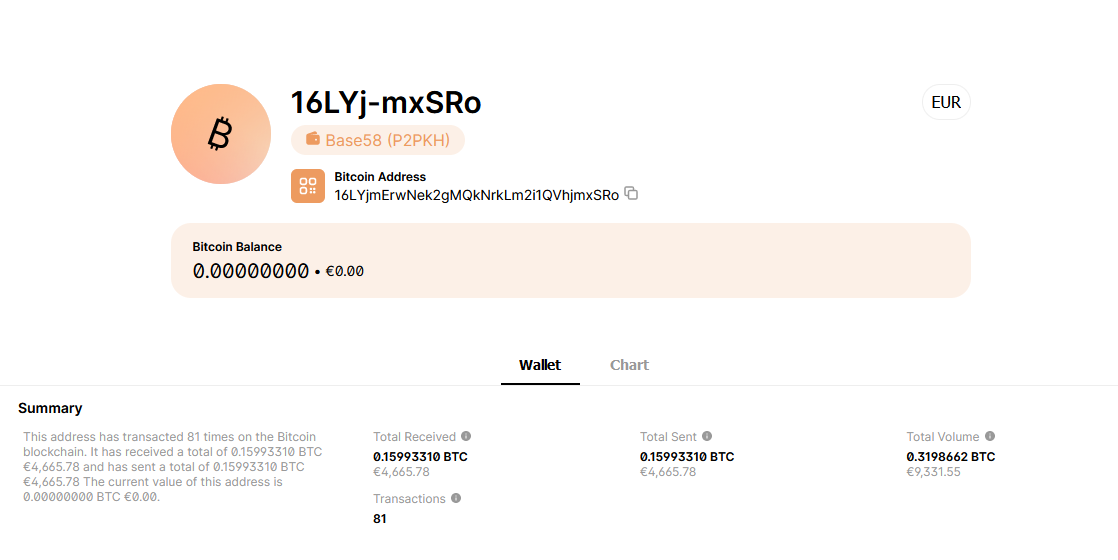 16LYj-mxSRo
EUR
Base58 (P2PKH)
Bitcoin Address
16LYjmErwNek2gMQkNrkLm2i1QVhjmxSRo
Bitcoin Balance
0.00000000 • €0.00
Wallet Chart
Summary
This address has transacted 81 times on the Bitcoin
blockchain. It has received a total of 0.15993310 BTC
€4,665.78 and has sent a total of 0.15993310 BTC
€4,665.78 The current value of this address is
0.00000000 BTC €0.00.
Total Received
0.15993310 BTC
€4,665.78
Total Sent
0.15993310 BTC
€4,665.78
Total Volume
0.3198662 BTC
€9,331.55
Transactions
81